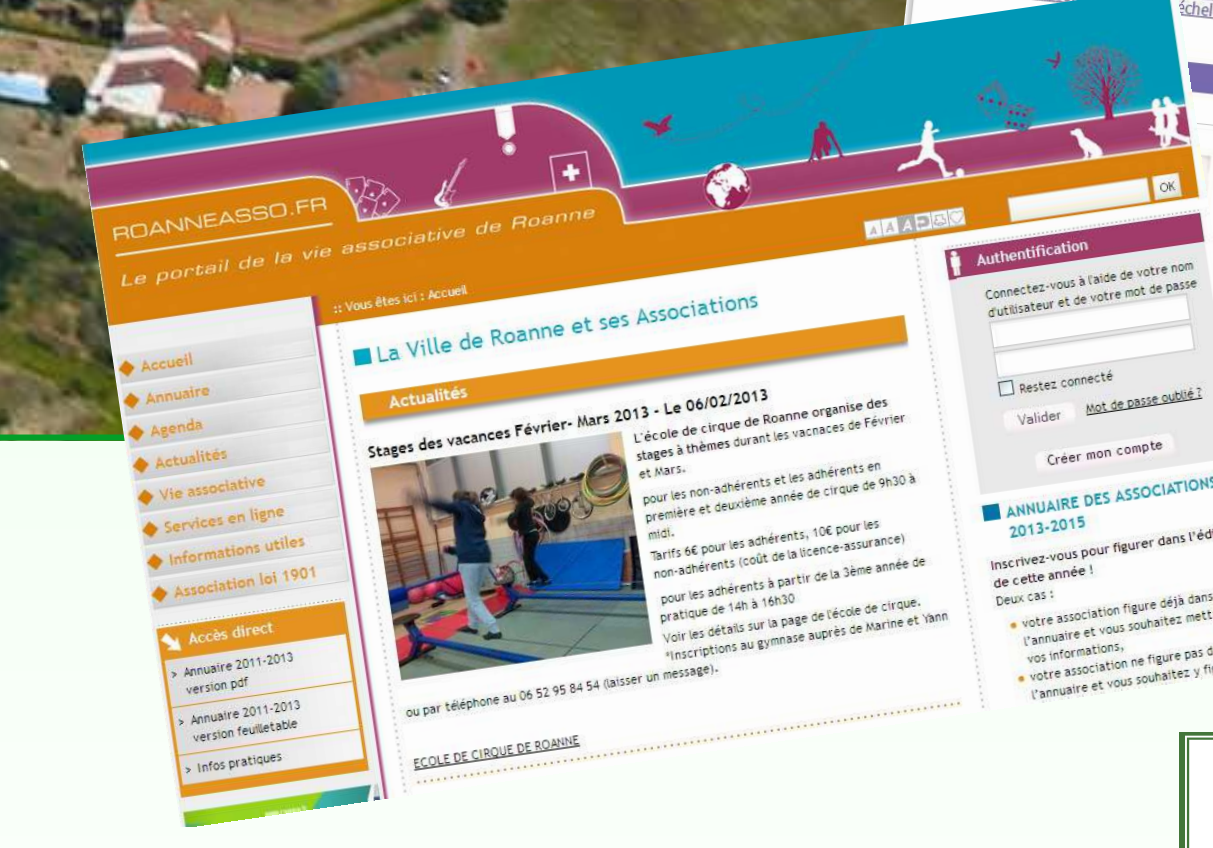 échel
ROANNEASSO.FR
Le portail de la vie associative de Roanne
OK
:: Vous êtes ici : Accueil
A A A
Accueil
Annuaire
Agenda
Actualités
Vie associative
Services en ligne
Informations utiles
Association loi 1901
Accès direct
> Annuaire 2011-2013
version pdf
> Annuaire 2011-2013
version feuilletable
> Infos pratiques
La Ville de Roanne et ses Associations
Actualités
Stages des vacances Février- Mars 2013 - Le 06/02/2013
L'école de cirque de Roanne organise des
stages à thèmes durant les vacnaces de Février
et Mars.
pour les non-adhérents et les adhérents en
première et deuxième année de cirque de 9h30 à
midi.
Tarifs 6€ pour les adhérents, 10€ pour les
non-adhérents (coût de la licence-assurance)
pour les adhérents à partir de la 3ème année de
pratique de 14h à 16h30
Voir les détails sur la page de l'école de cirque.
*Inscriptions au gymnase auprès de Marine et Yann
ou par téléphone au 06 52 95 84 54 (laisser un message).
ECOLE DE CIRQUE DE ROANNE
Authentification
Connectez-vous à l'aide de votre nom
d'utilisateur et de votre mot de passe
Restez connecté
Valider
Mot de passe oublié ?
Créer mon compte
ANNUAIRE DES ASSOCIATIONS
2013-2015
Inscrivez-vous pour figurer dans l'éd
de cette année !
Deux cas :
votre association figure déjà dans
l'annuaire et vous souhaitez mett
vos informations,
votre association ne figure pas d
l'annuaire et vous souhaitez y fi